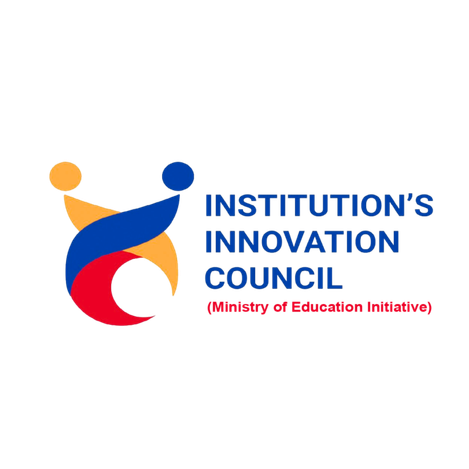 INSTITUTION'S
INNOVATION
COUNCIL
(Ministry of Education Initiative)